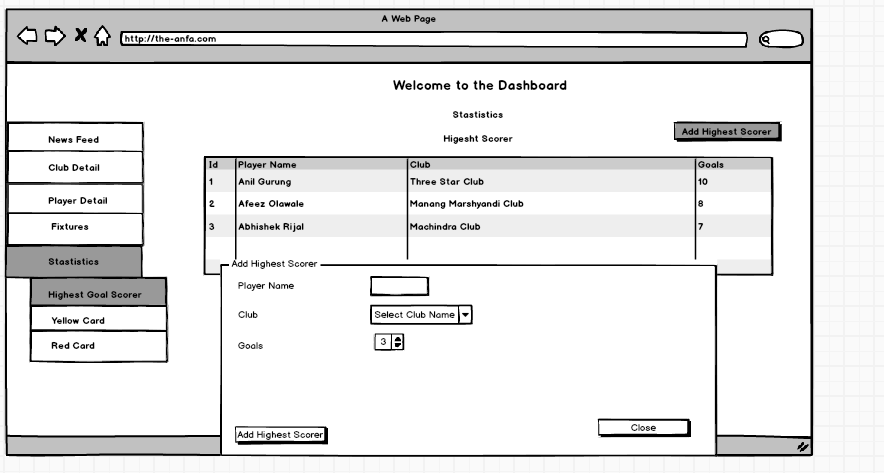 A Web Page
http://the-anfa.com
Welcome to the Dashboard
Stastistics
Higesht Scorer
Add Highest Scorer
News Feed
Club Detail
Player Detail
Fixtures
Stastistics
Highest Goal Scorer
Yellow Card
Red Card
Id Player Name Club Goals
1 Anil Gurung Three Star Club 10
2 Afeez Olawale Manang Marshyandi Club 8
3 Abhishek Rijal Machindra Club 7
Add Highest Scorer
Player Name
Club Select Club Name
Goals 3
Add Highest Scorer Close